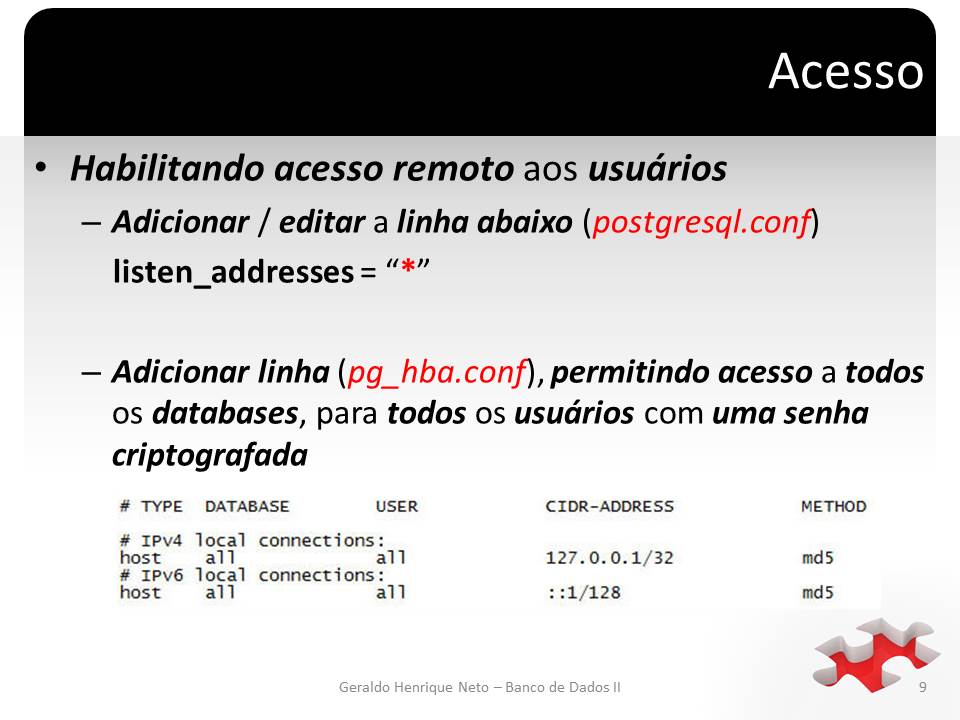 Acesso
• Habilitando acesso remoto aos usuários
– Adicionar / editar a linha abaixo (postgresql.conf)
listen_addresses = “*”
– Adicionar linha (pg_hba.conf), permitindo acesso a todos
os databases, para todos os usuários com uma senha
criptografada
# TYPE DATABASE USER CIDR-ADDRESS METHOD
# IPv4 local connections:
host all all 127.0.0.1/32 md5
# IPv6 local connections:
host all all ::1/128 md5
Geraldo Henrique Neto – Banco de Dados II 9